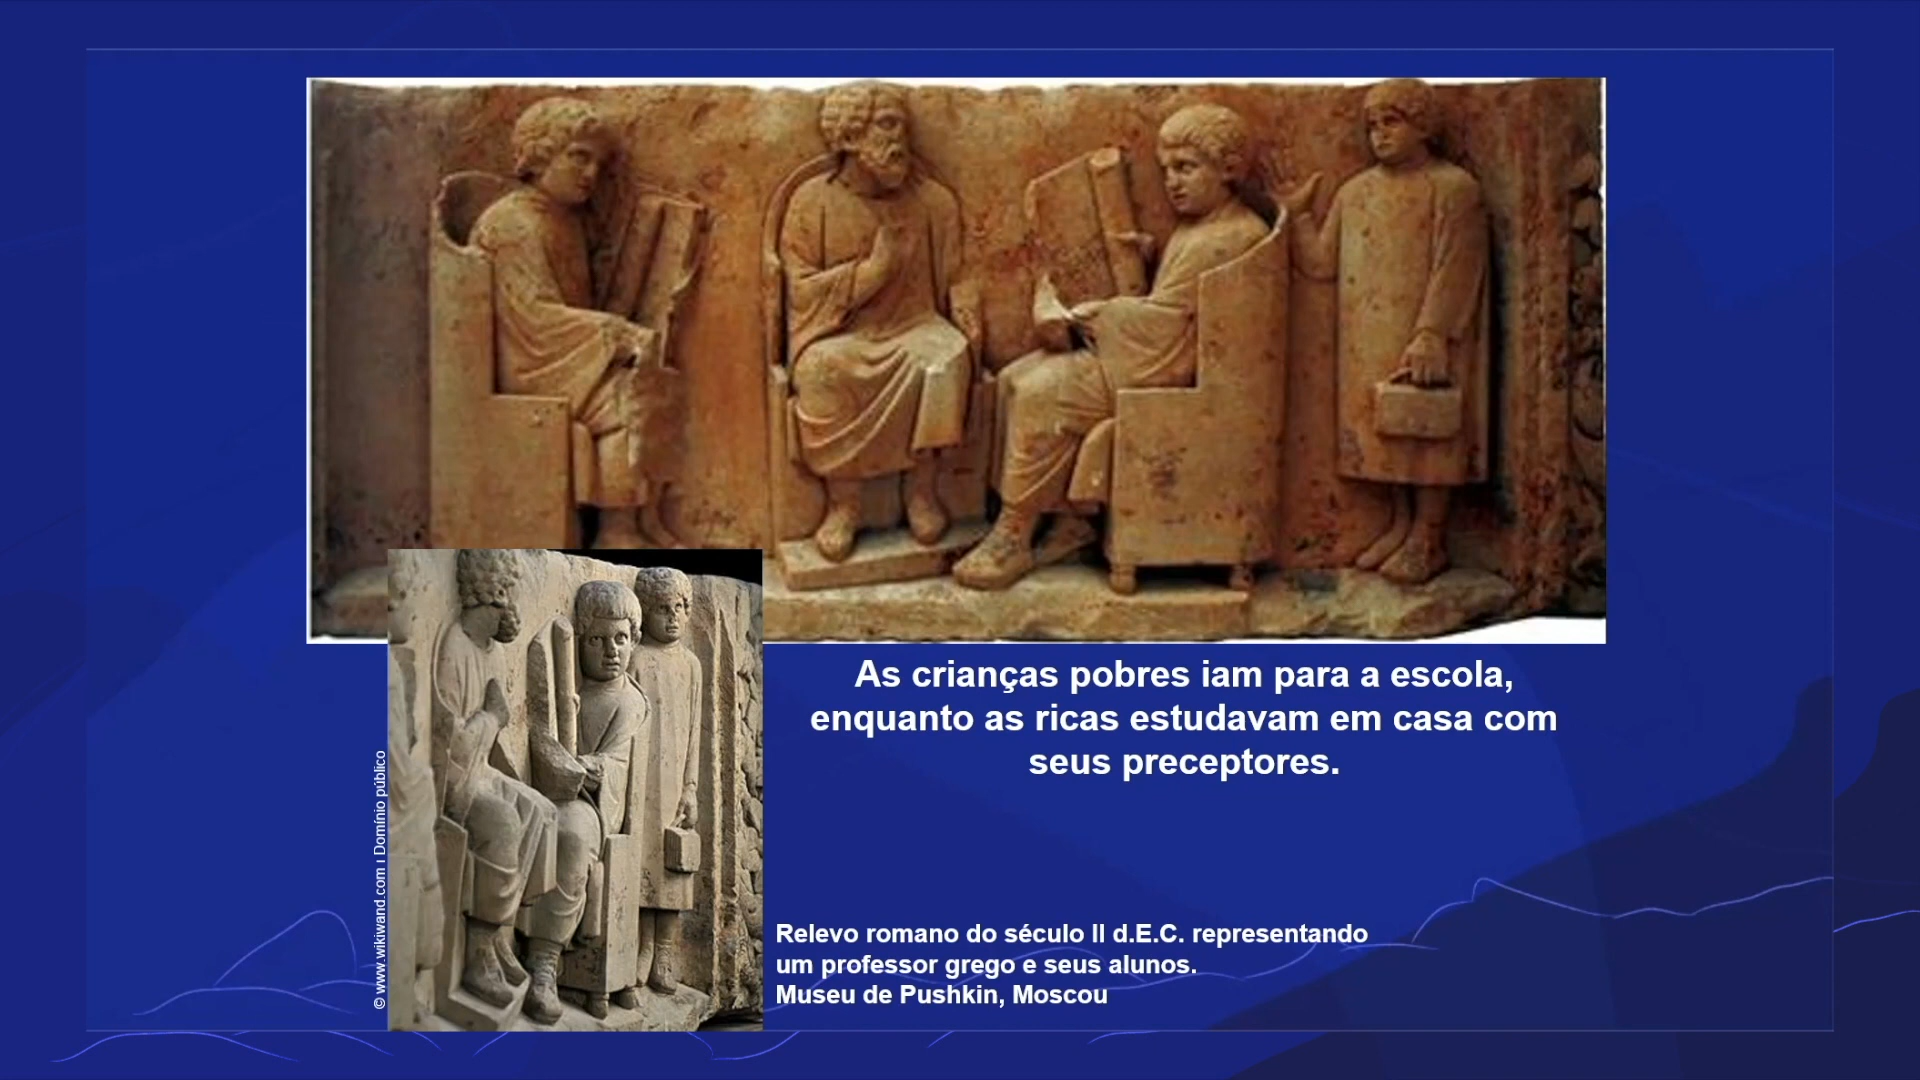 As crianças pobres iam para a escola,
enquanto as ricas estudavam em casa com
seus preceptores.
© www.wikiwand.com ı Domínio público
Relevo romano do século II d.E.C. representando
um professor grego e seus alunos.
Museu de Pushkin, Moscou